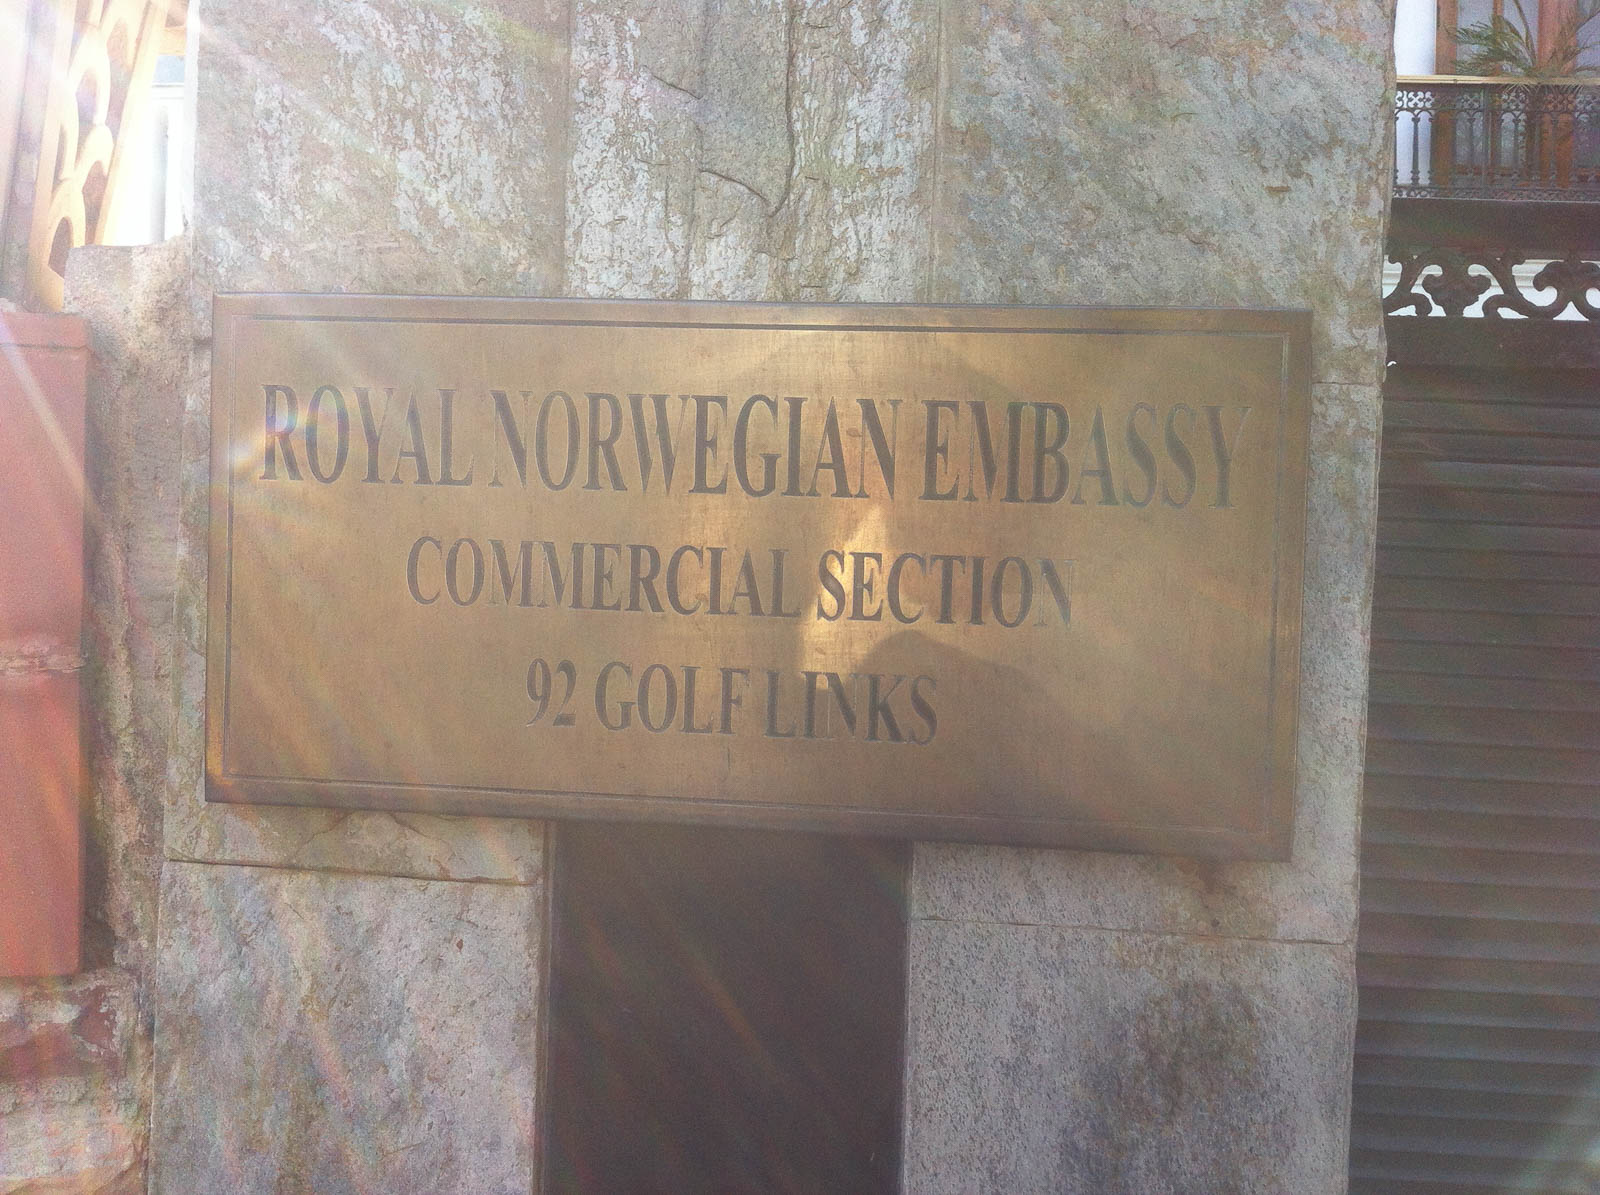 ROYAL NORWEGIAN EMBASSY
COMMERCIAL SECTION
92 GOLF LINKS